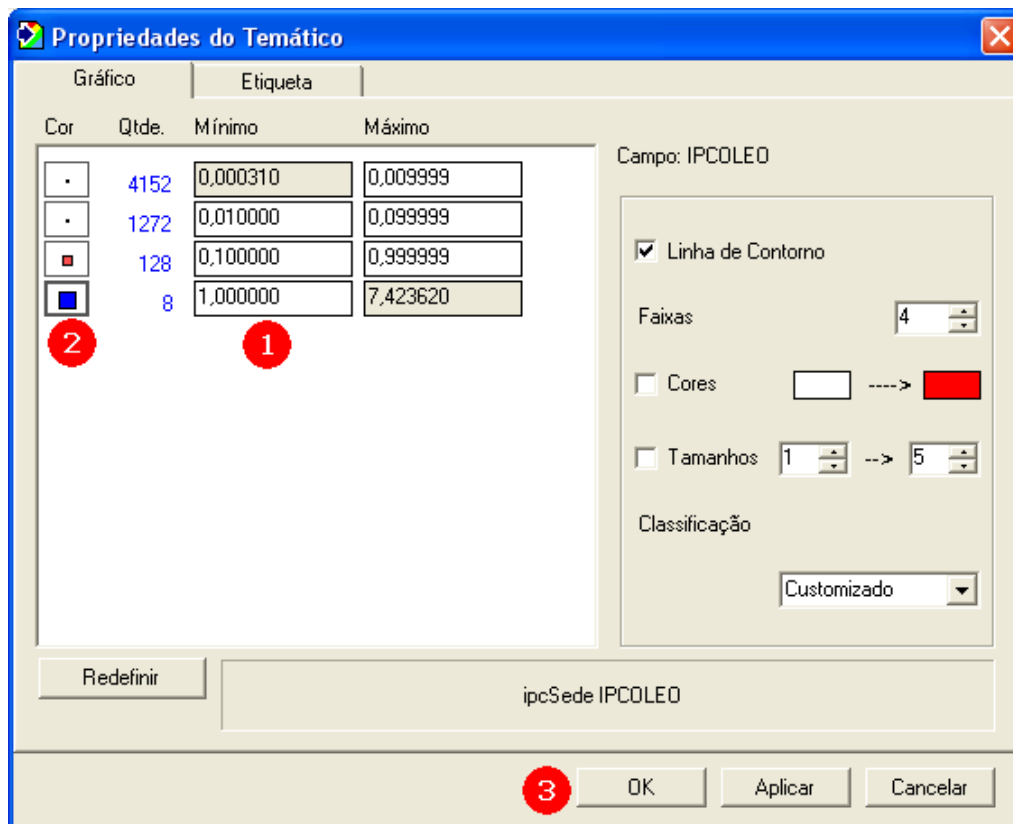 Propriedades do Temático
Gráfico Etiqueta
Cor Qtde. Mínimo Máximo
4152 0,000310 0,009999
1272 0,010000 0,099999
128 0,100000 0,999999
8 1,000000 7,423620
2 1
Campo: IPCOLEO
Linha de Contorno
Faixas 4
Cores ---->
Tamanhos 1 --> 5
Classificação
Customizado
Redefinir
ipcSede IPCOLEO
3 OK Aplicar Cancelar